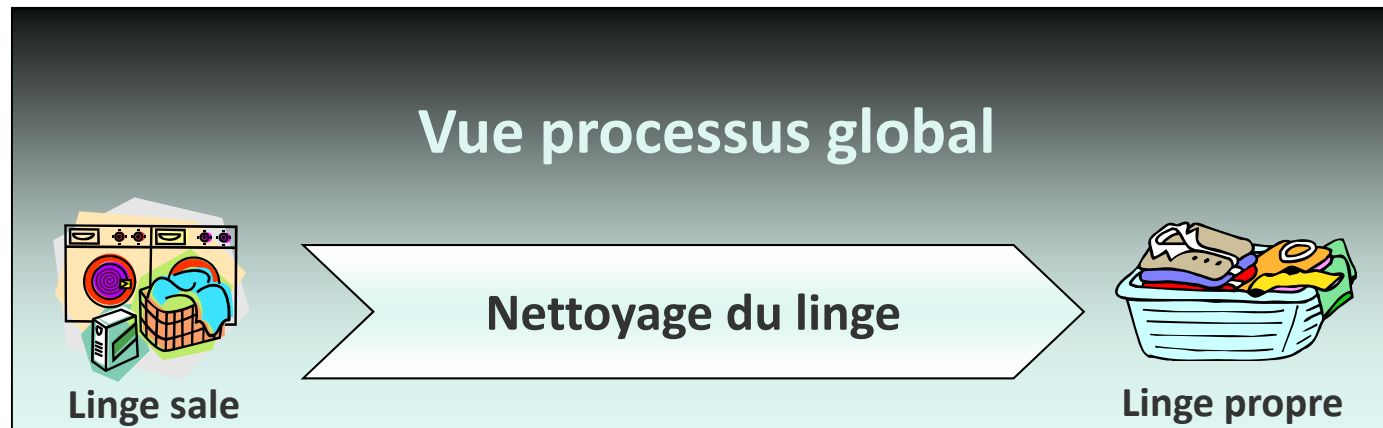 Vue processus global
Nettoyage du linge
Linge sale
Linge propre